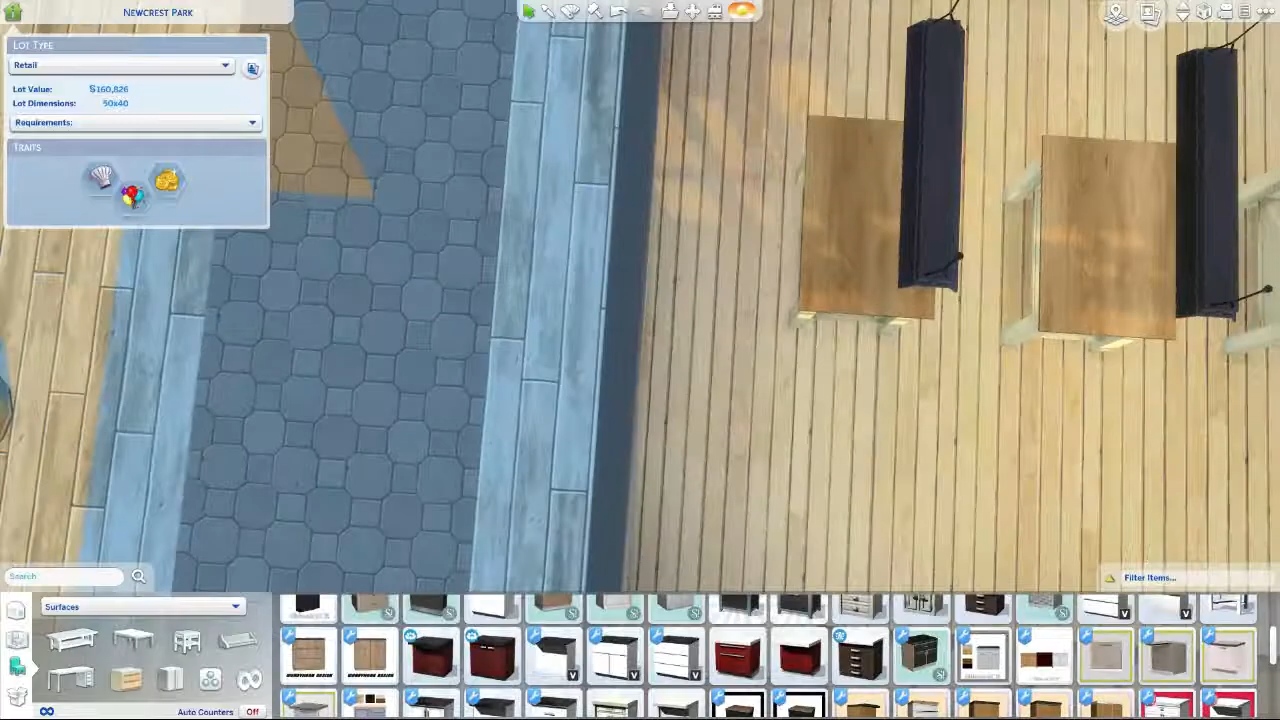 NEWCREST PARK
LOT TYPE
Retail
Lot Value: §160,826
Lot Dimensions: 50x40
Requirements:
TRAITS
Search
Filter Items...
Surfaces
Auto Counters Off